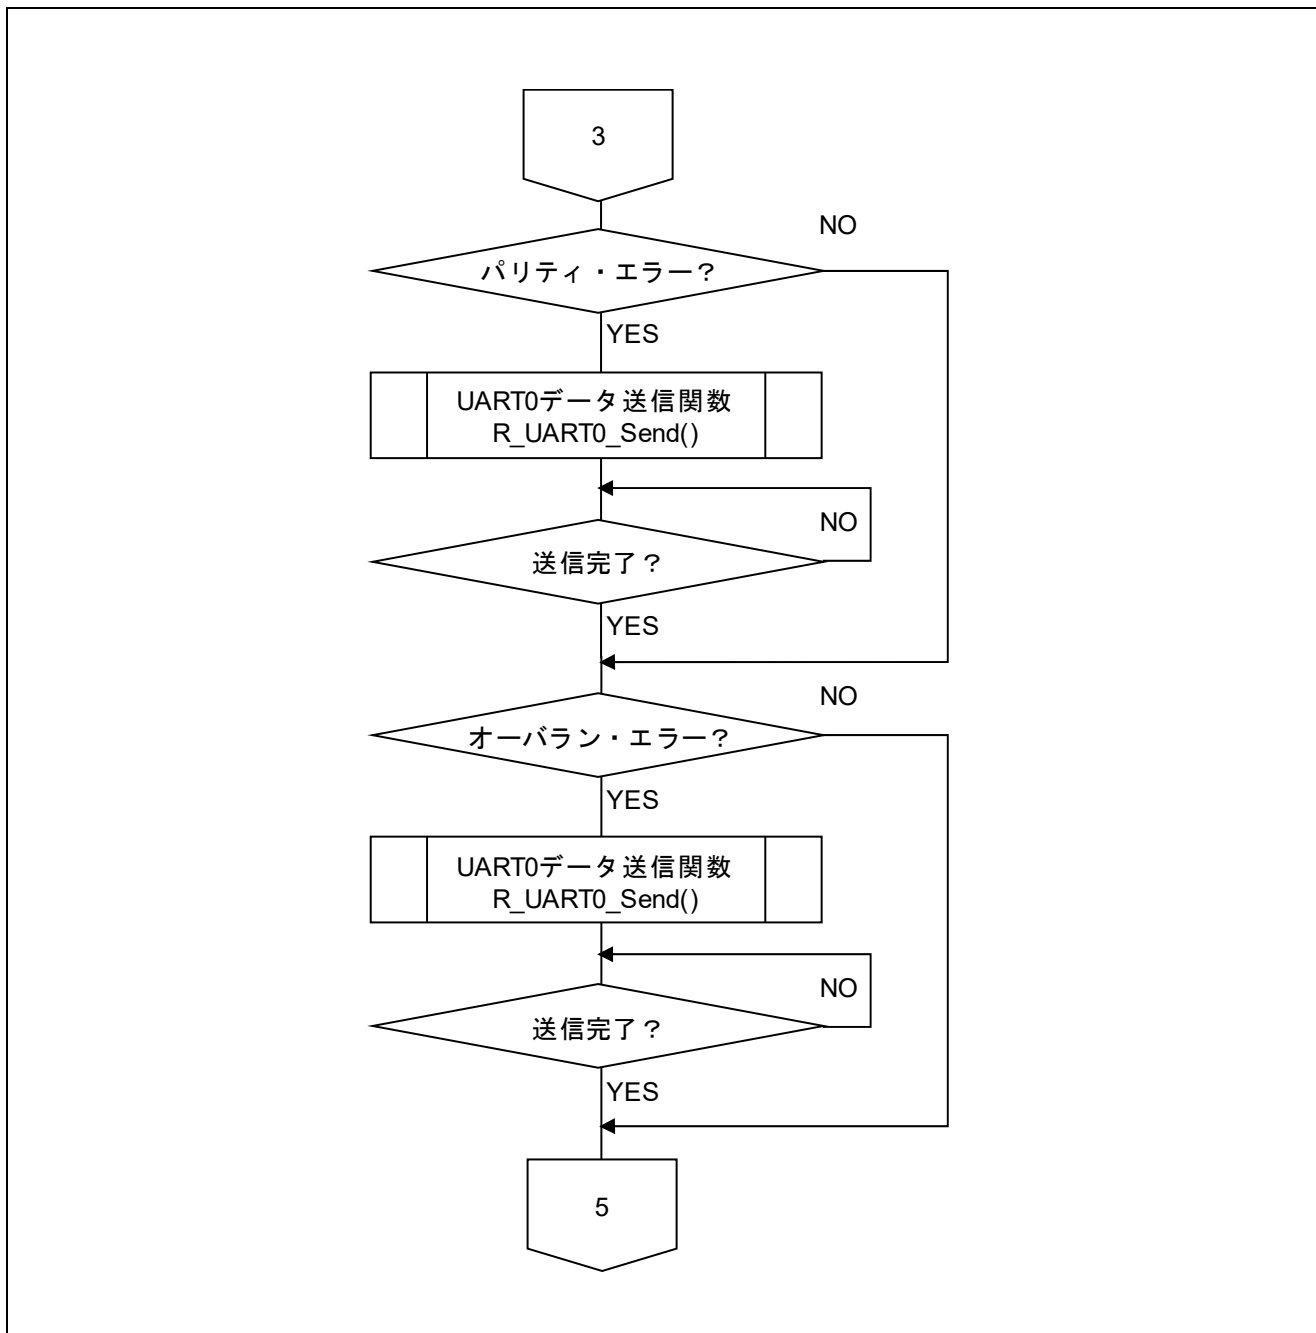 3
NO
パリティ・エラー？
YES
UART0データ送信関数
R_UART0_Send()
NO
送信完了？
YES
NO
オーバラン・エラー？
YES
UART0データ送信関数
R_UART0_Send()
NO
送信完了？
YES
5